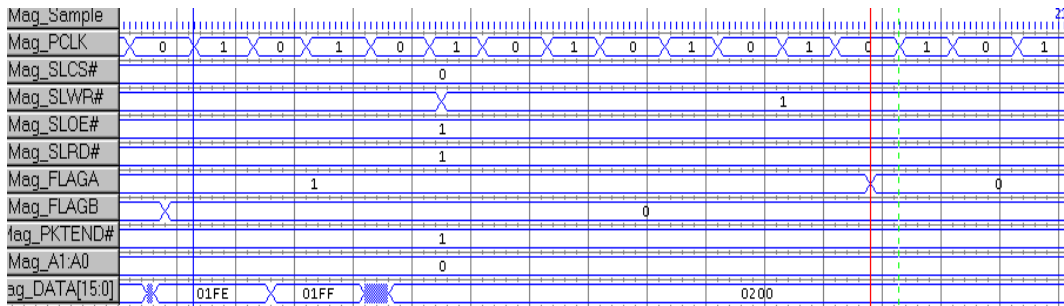 Mag_Sample 2
Mag_PCLK 0 1 0 1 0 1 0 1 0 1 0 1 0 1 0 1
Mag_SLCS# 0
Mag_SLWR# 1
Mag_SLOE# 1
Mag_SLRD# 1
Mag_FLAGA 1 0
Mag_FLAGB 0
Mag_PKTEND# 1
Mag_A1:A0 0
ag_DATA[15:0] 01FE 01FF 0200